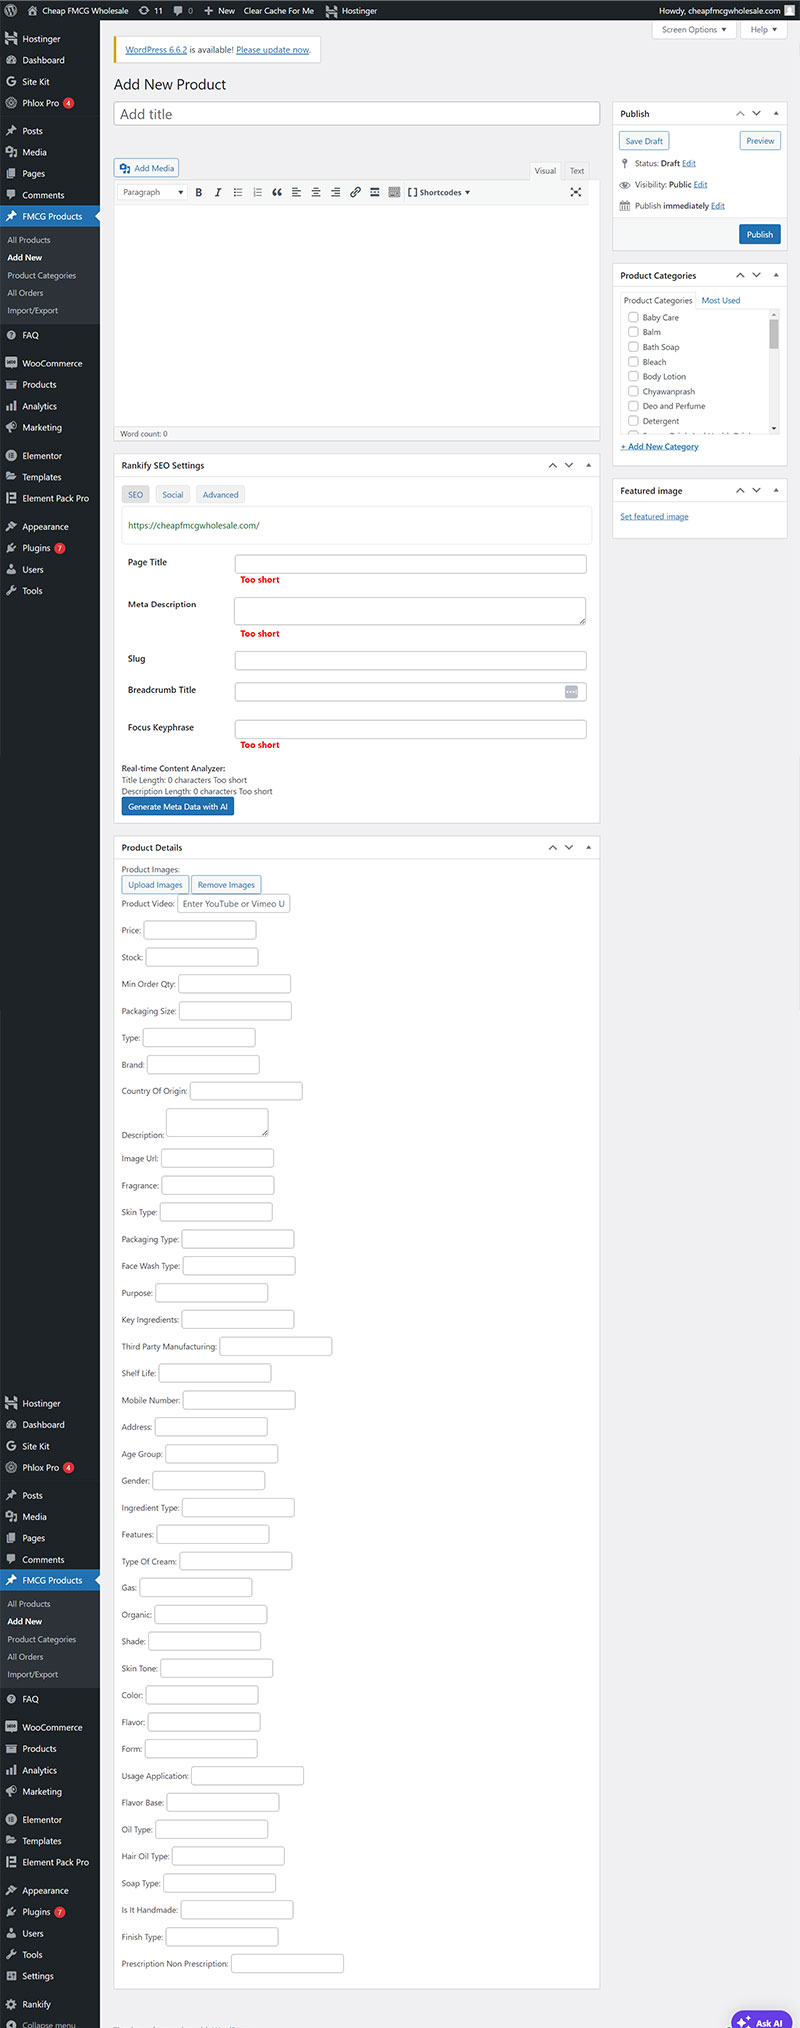 Cheap FMCG Wholesale 11 0 New Clear Cache For Me Hostinger Howdy, cheapfmcgwholesale.com
Screen Options Help
Hostinger
Dashboard
Site Kit
Phlox Pro 4
Posts
Media
Pages
Comments
FMCG Products
All Products
Add New
Product Categories
All Orders
Import/Export
FAQ
WooCommerce
Products
Analytics
Marketing
Elementor
Templates
Element Pack Pro
Appearance
Plugins 7
Users
Tools
WordPress 6.6.2 is available! Please update now.
Add New Product
Add title
Add Media
Visual Text
Paragraph B I Shortcodes
Word count: 0
Rankify SEO Settings
SEO Social Advanced
https://cheapfmcgwholesale.com/
Page Title
Too short
Meta Description
Too short
Slug
Breadcrumb Title
Focus Keyphrase
Too short
Real-time Content Analyzer:
Title Length: 0 characters Too short
Description Length: 0 characters Too short
Generate Meta Data with AI
Product Details
Product Images:
Upload Images Remove Images
Product Video: Enter YouTube or Vimeo U
Price:
Stock:
Min Order Qty:
Packaging Size:
Type:
Brand:
Country Of Origin:
Description:
Image Url:
Fragrance:
Skin Type:
Packaging Type:
Face Wash Type:
Purpose:
Key Ingredients:
Third Party Manufacturing:
Shelf Life:
Mobile Number:
Address:
Age Group:
Gender:
Ingredient Type:
Features:
Type Of Cream:
Gas:
Organic:
Shade:
Skin Tone:
Color:
Flavor:
Form:
Usage Application:
Flavor Base:
Oil Type:
Hair Oil Type:
Soap Type:
Is It Handmade:
Finish Type:
Prescription Non Prescription:
Publish
Save Draft Preview
Status: Draft Edit
Visibility: Public Edit
Publish immediately Edit
Publish
Product Categories
Product Categories Most Used
Baby Care
Balm
Bath Soap
Bleach
Body Lotion
Chyawanprash
Deo and Perfume
Detergent
+ Add New Category
Featured image
Set featured image
Hostinger
Dashboard
Site Kit
Phlox Pro 4
Posts
Media
Pages
Comments
FMCG Products
All Products
Add New
Product Categories
All Orders
Import/Export
FAQ
WooCommerce
Products
Analytics
Marketing
Elementor
Templates
Element Pack Pro
Appearance
Plugins 7
Users
Tools
Settings
Rankify
Collapse menu
Ask AI